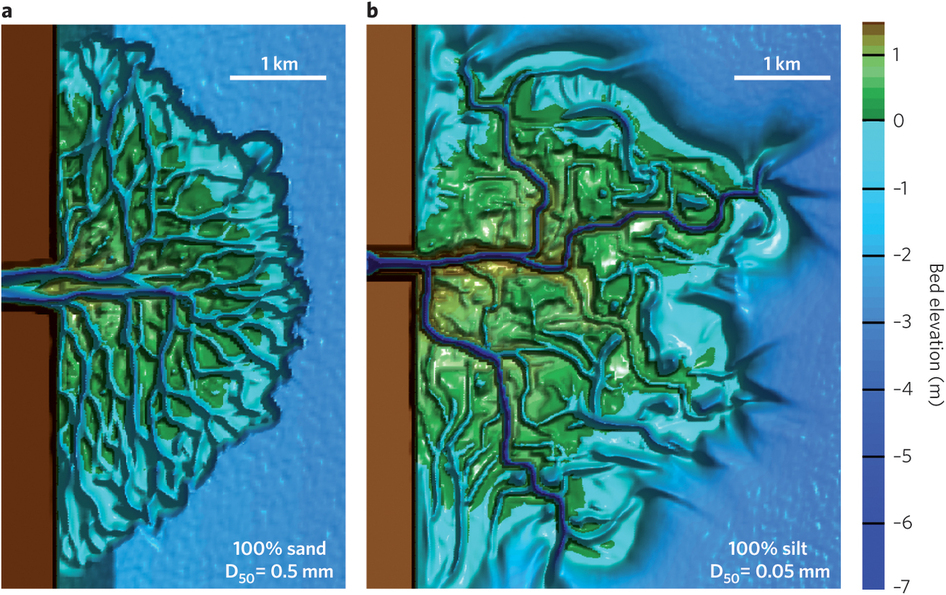 a
b
1 km
1 km
100% sand
D50= 0.5 mm
100% silt
D50= 0.05 mm
1
0
–1
–2
–3
–4
–5
–6
–7
Bed elevation (m)